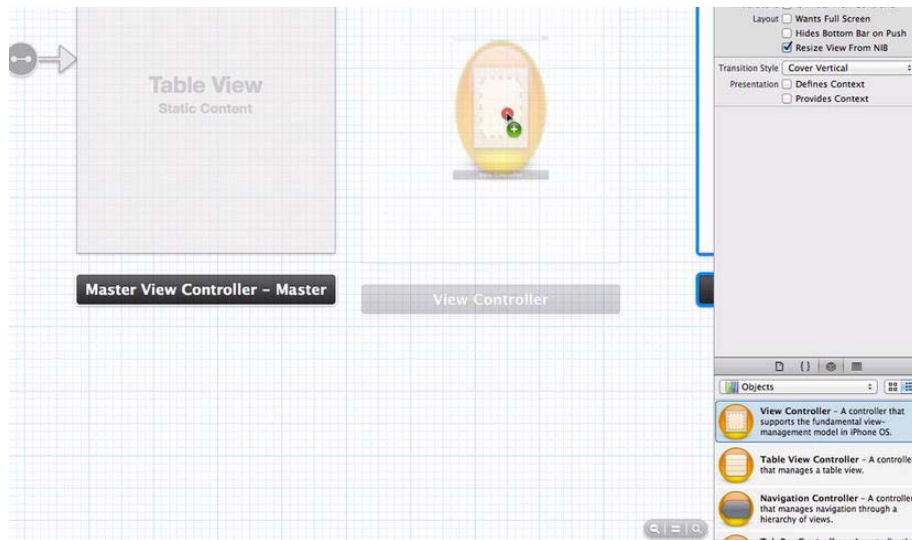 Layout Wants Full Screen
Hides Bottom Bar on Push
Resize View From NIB
Transition Style Cover Vertical
Presentation Defines Context
Provides Context
Table View
Static Content
Master View Controller – Master
View Controller
Objects
View Controller – A controller that
supports the fundamental view-
management model in iPhone OS.
Table View Controller – A controlle
that manages a table view.
Navigation Controller – A controller
that manages navigation through a
hierarchy of views.